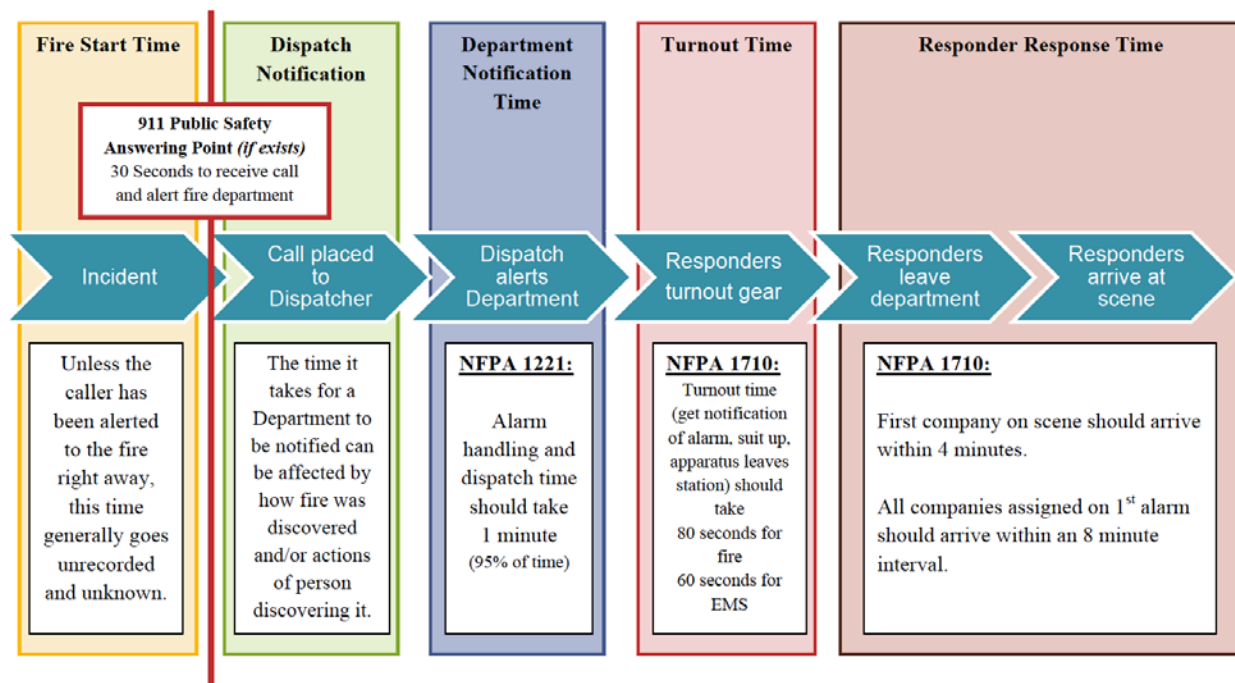 Fire Start Time
Dispatch
Notification
Department
Notification
Time
Turnout Time
Responder Response Time
911 Public Safety
Answering Point (if exists)
30 Seconds to receive call
and alert fire department
Incident
Call placed
to
Dispatcher
Dispatch
alerts
Department
Responders
turnout gear
Responders
leave
department
Responders
arrive at
scene
Unless the
caller has
been alerted
to the fire
right away,
this time
generally goes
unrecorded
and unknown.
The time it
takes for a
Department to
be notified can
be affected by
how fire was
discovered
and/or actions
of person
discovering it.
NFPA 1221:
Alarm
handling and
dispatch time
should take
1 minute
(95% of time)
NFPA 1710:
Turnout time
(get notification
of alarm, suit up,
apparatus leaves
station) should
take
80 seconds for
fire
60 seconds for
EMS
NFPA 1710:
First company on scene should arrive
within 4 minutes.
All companies assigned on 1st alarm
should arrive within an 8 minute
interval.